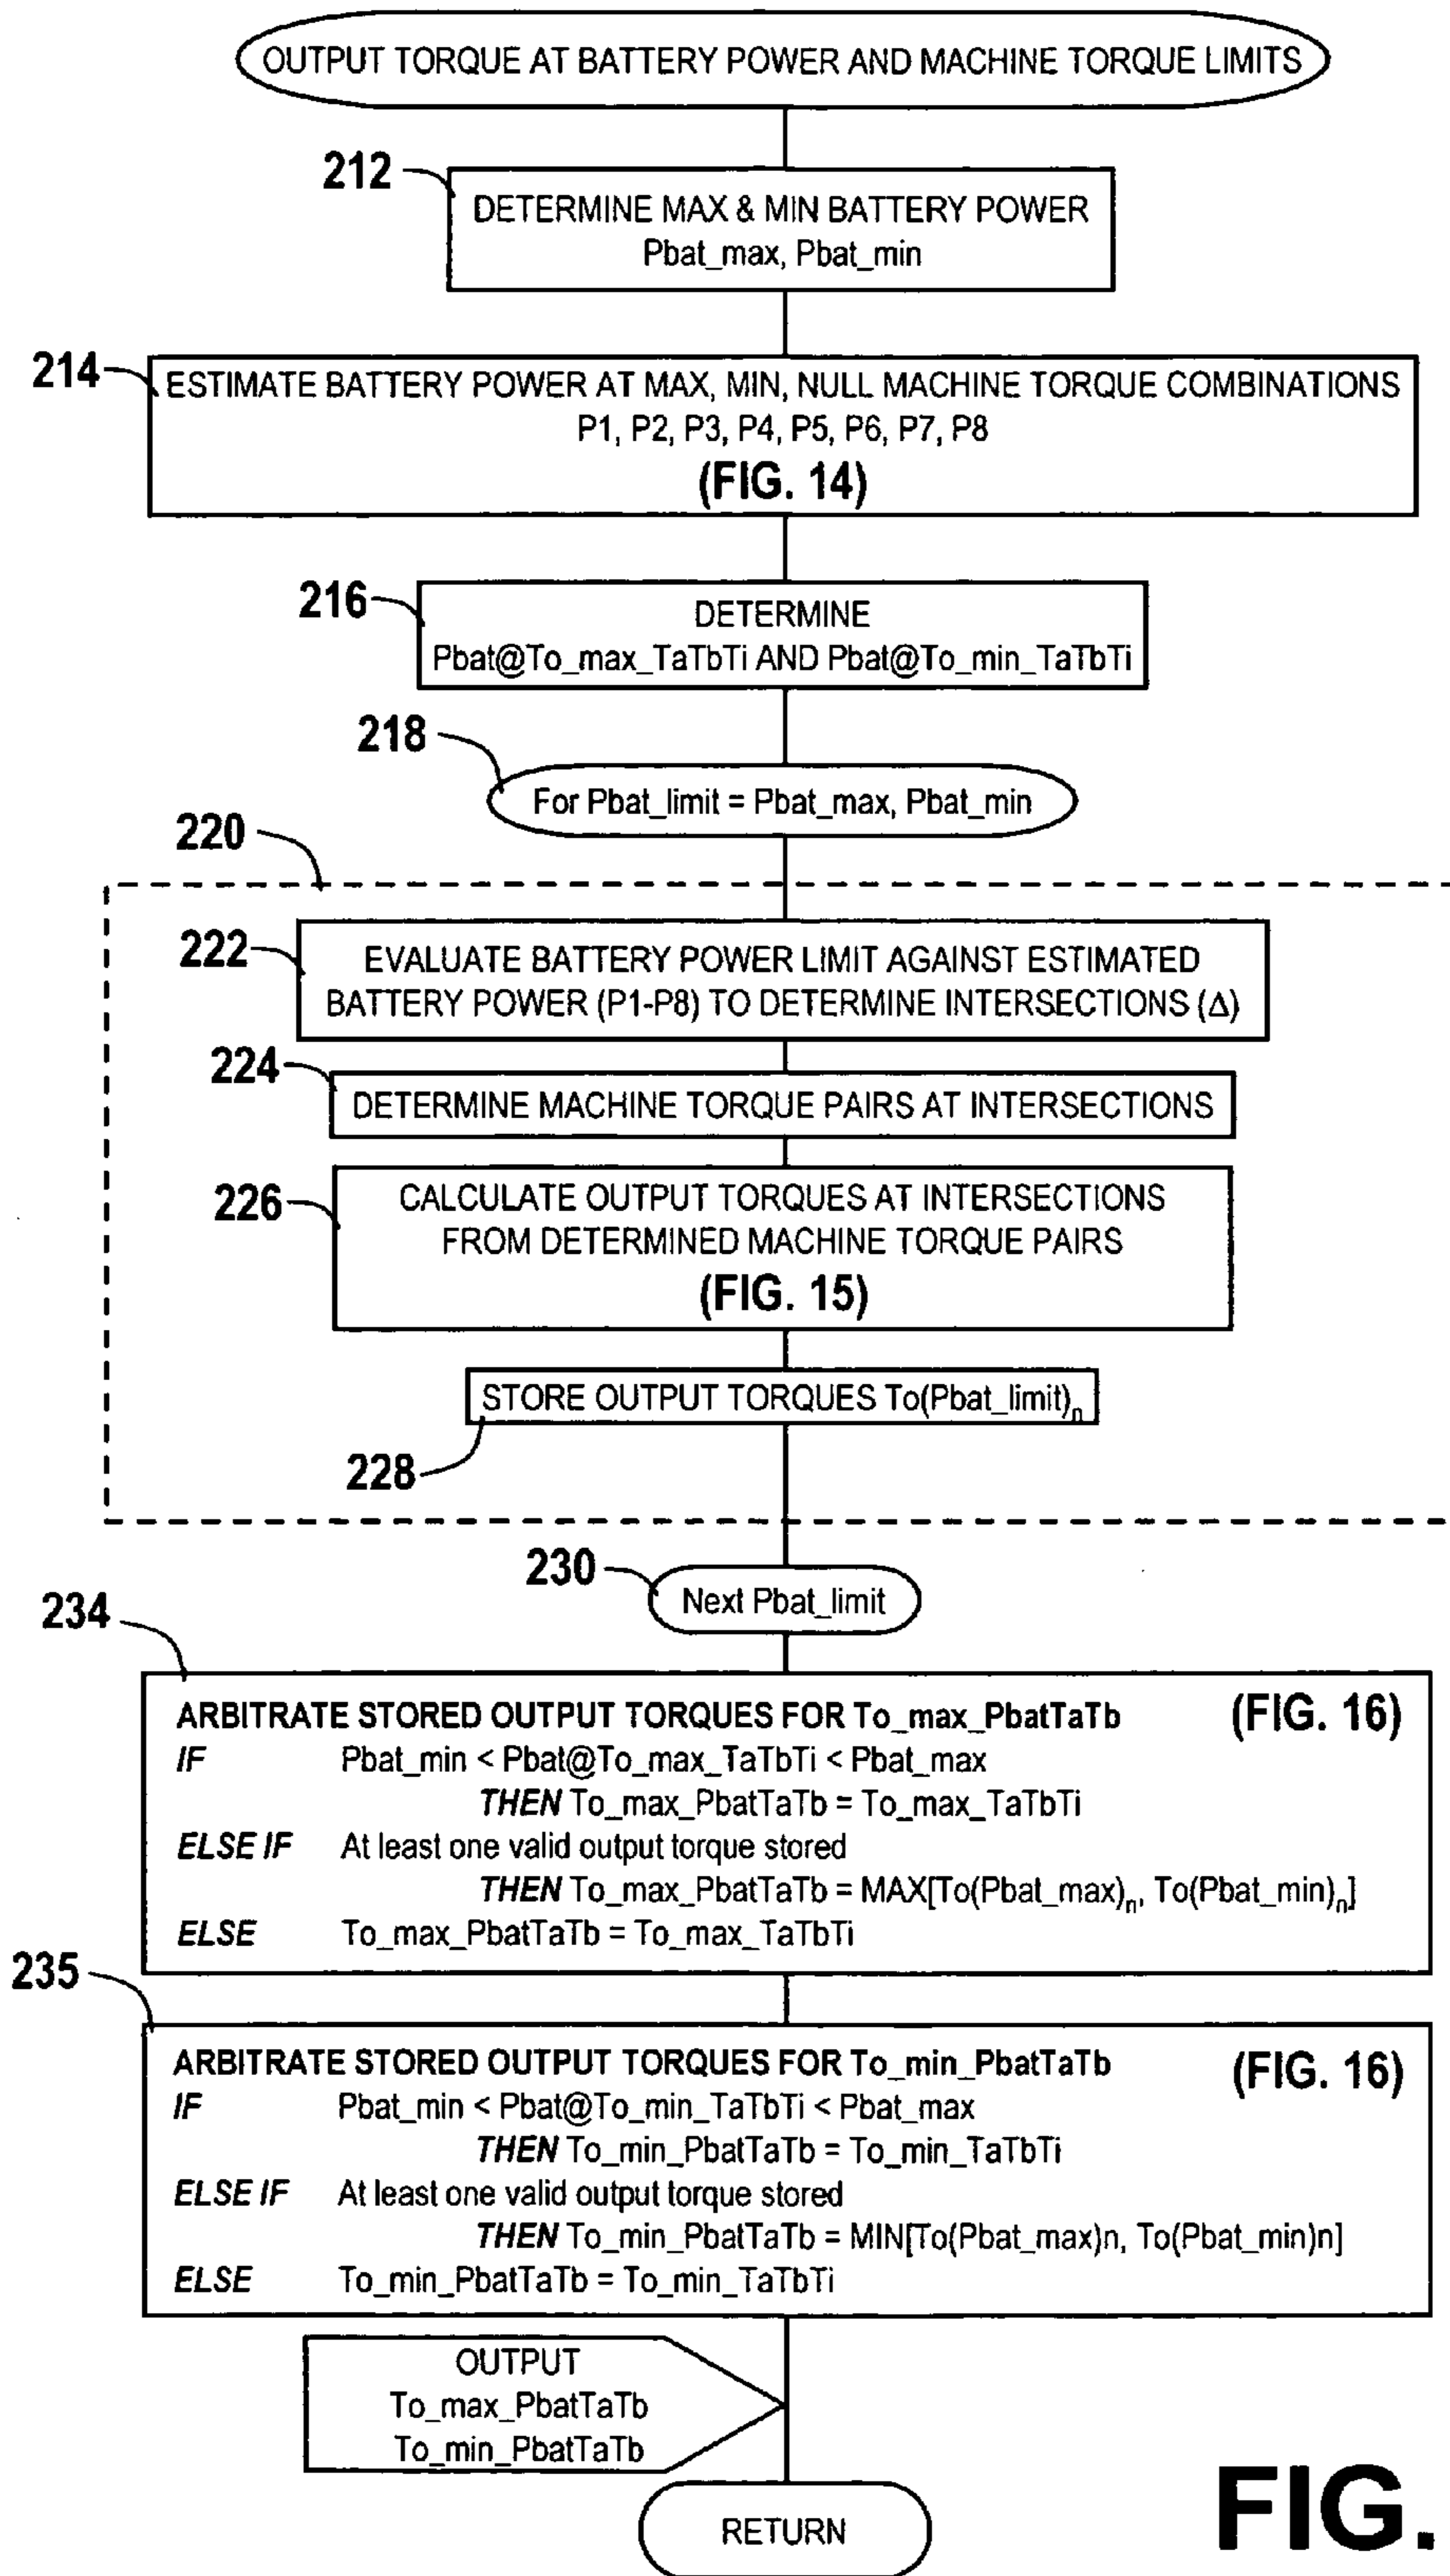 OUTPUT TORQUE AT BATTERY POWER AND MACHINE TORQUE LIMITS
212
DETERMINE MAX & MIN BATTERY POWER
Pbat_max, Pbat_min
214
ESTIMATE BATTERY POWER AT MAX, MIN, NULL MACHINE TORQUE COMBINATIONS
P1, P2, P3, P4, P5, P6, P7, P8
(FIG. 14)
216
DETERMINE
Pbat@To_max_TaTbTi AND Pbat@To_min_TaTbTi
218
For Pbat_limit = Pbat_max, Pbat_min
220
222
EVALUATE BATTERY POWER LIMIT AGAINST ESTIMATED
BATTERY POWER (P1-P8) TO DETERMINE INTERSECTIONS (Δ)
224
DETERMINE MACHINE TORQUE PAIRS AT INTERSECTIONS
226
CALCULATE OUTPUT TORQUES AT INTERSECTIONS
FROM DETERMINED MACHINE TORQUE PAIRS
(FIG. 15)
STORE OUTPUT TORQUES To(Pbat_limit)n
228
230
Next Pbat_limit
234
ARBITRATE STORED OUTPUT TORQUES FOR To_max_PbatTaTb (FIG. 16)
IF Pbat_min < Pbat@To_max_TaTbTi < Pbat_max
THEN To_max_PbatTaTb = To_max_TaTbTi
ELSE IF At least one valid output torque stored
THEN To_max_PbatTaTb = MAX[To(Pbat_max)n, To(Pbat_min)n]
ELSE To_max_PbatTaTb = To_max_TaTbTi
235
ARBITRATE STORED OUTPUT TORQUES FOR To_min_PbatTaTb (FIG. 16)
IF Pbat_min < Pbat@To_min_TaTbTi < Pbat_max
THEN To_min_PbatTaTb = To_min_TaTbTi
ELSE IF At least one valid output torque stored
THEN To_min_PbatTaTb = MIN[To(Pbat_max)n, To(Pbat_min)n]
ELSE To_min_PbatTaTb = To_min_TaTbTi
OUTPUT
To_max_PbatTaTb
To_min_PbatTaTb
RETURN
FIG.